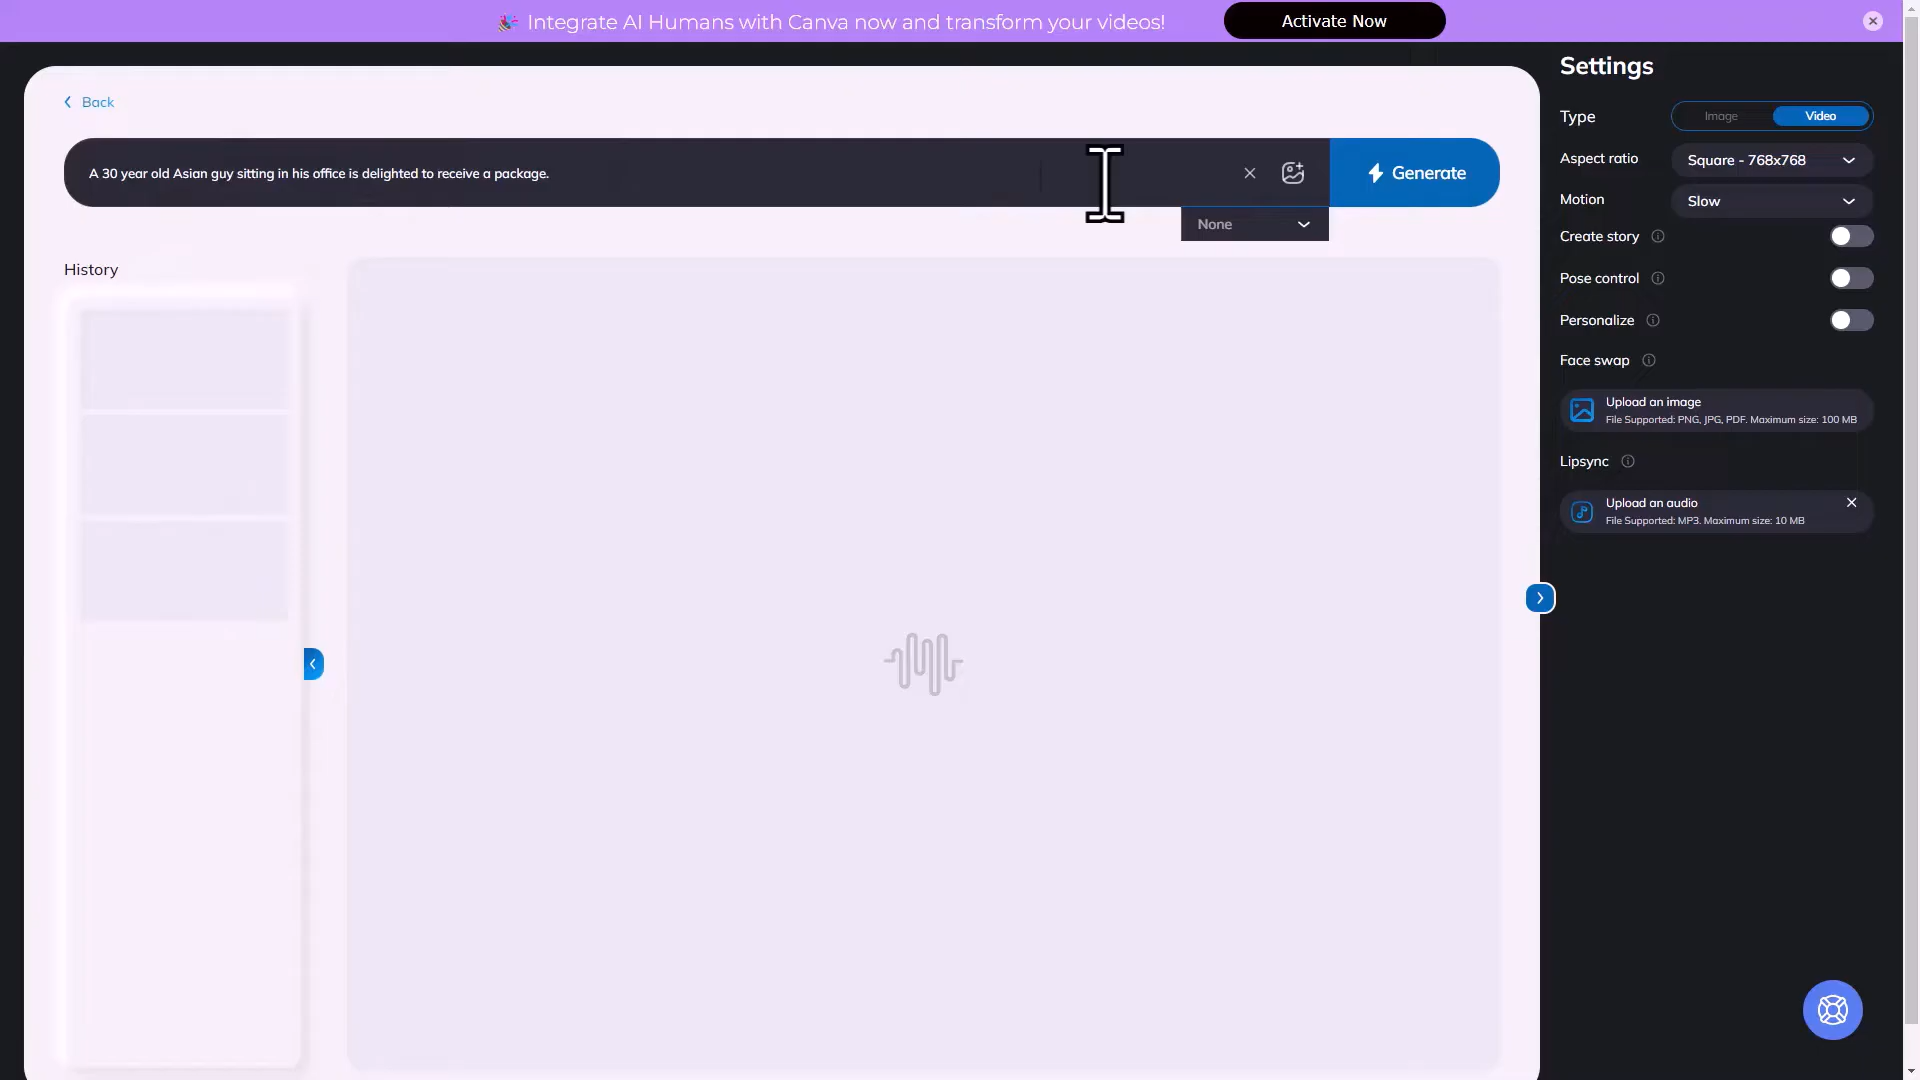 🎉 Integrate AI Humans with Canva now and transform your videos!
Activate Now
Back
A 30 year old Asian guy sitting in his office is delighted to receive a package.
Generate
None
History
Settings
Type
Image
Video
Aspect ratio
Square - 768x768
Motion
Slow
Create story
Pose control
Personalize
Face swap
Upload an image
File Supported: PNG, JPG, PDF. Maximum size: 100 MB
Lipsync
Upload an audio
File Supported: MP3. Maximum size: 10 MB